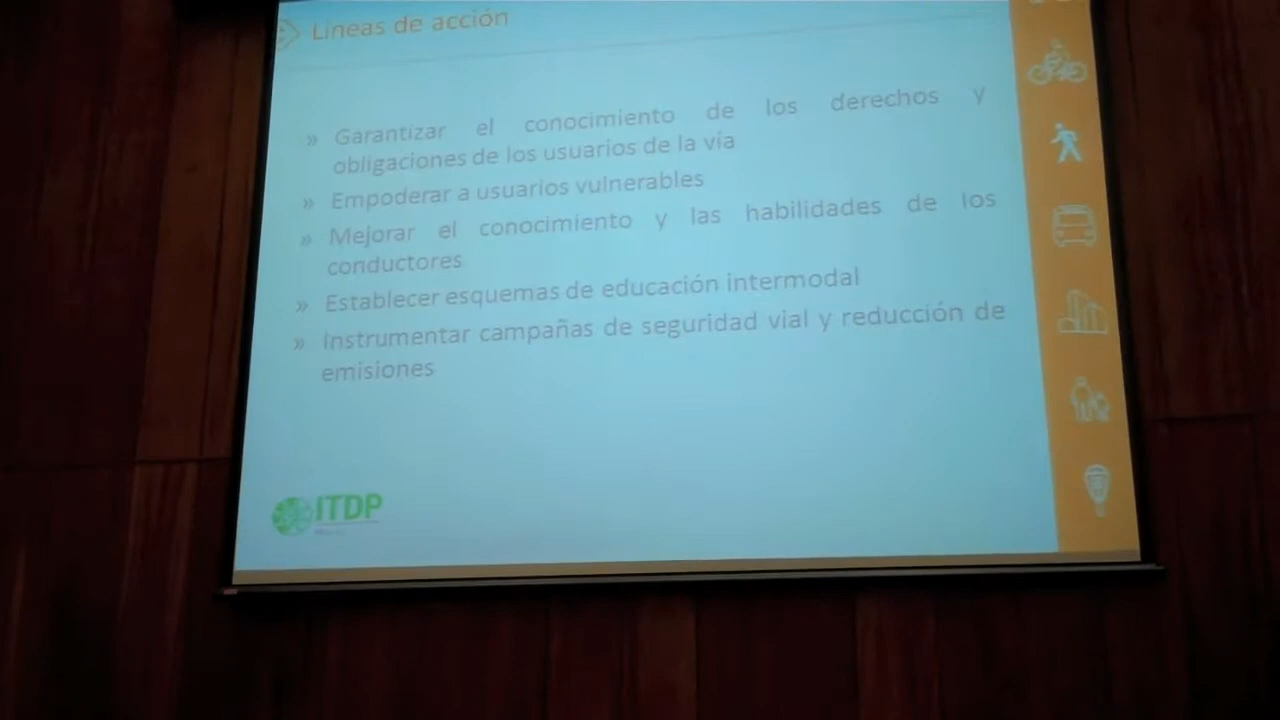 Líneas de acción
» Garantizar el conocimiento de los derechos y
obligaciones de los usuarios de la vía
» Empoderar a usuarios vulnerables
» Mejorar el conocimiento y las habilidades de los
conductores
» Establecer esquemas de educación intermodal
» Instrumentar campañas de seguridad vial y reducción de
emisiones
ITDP